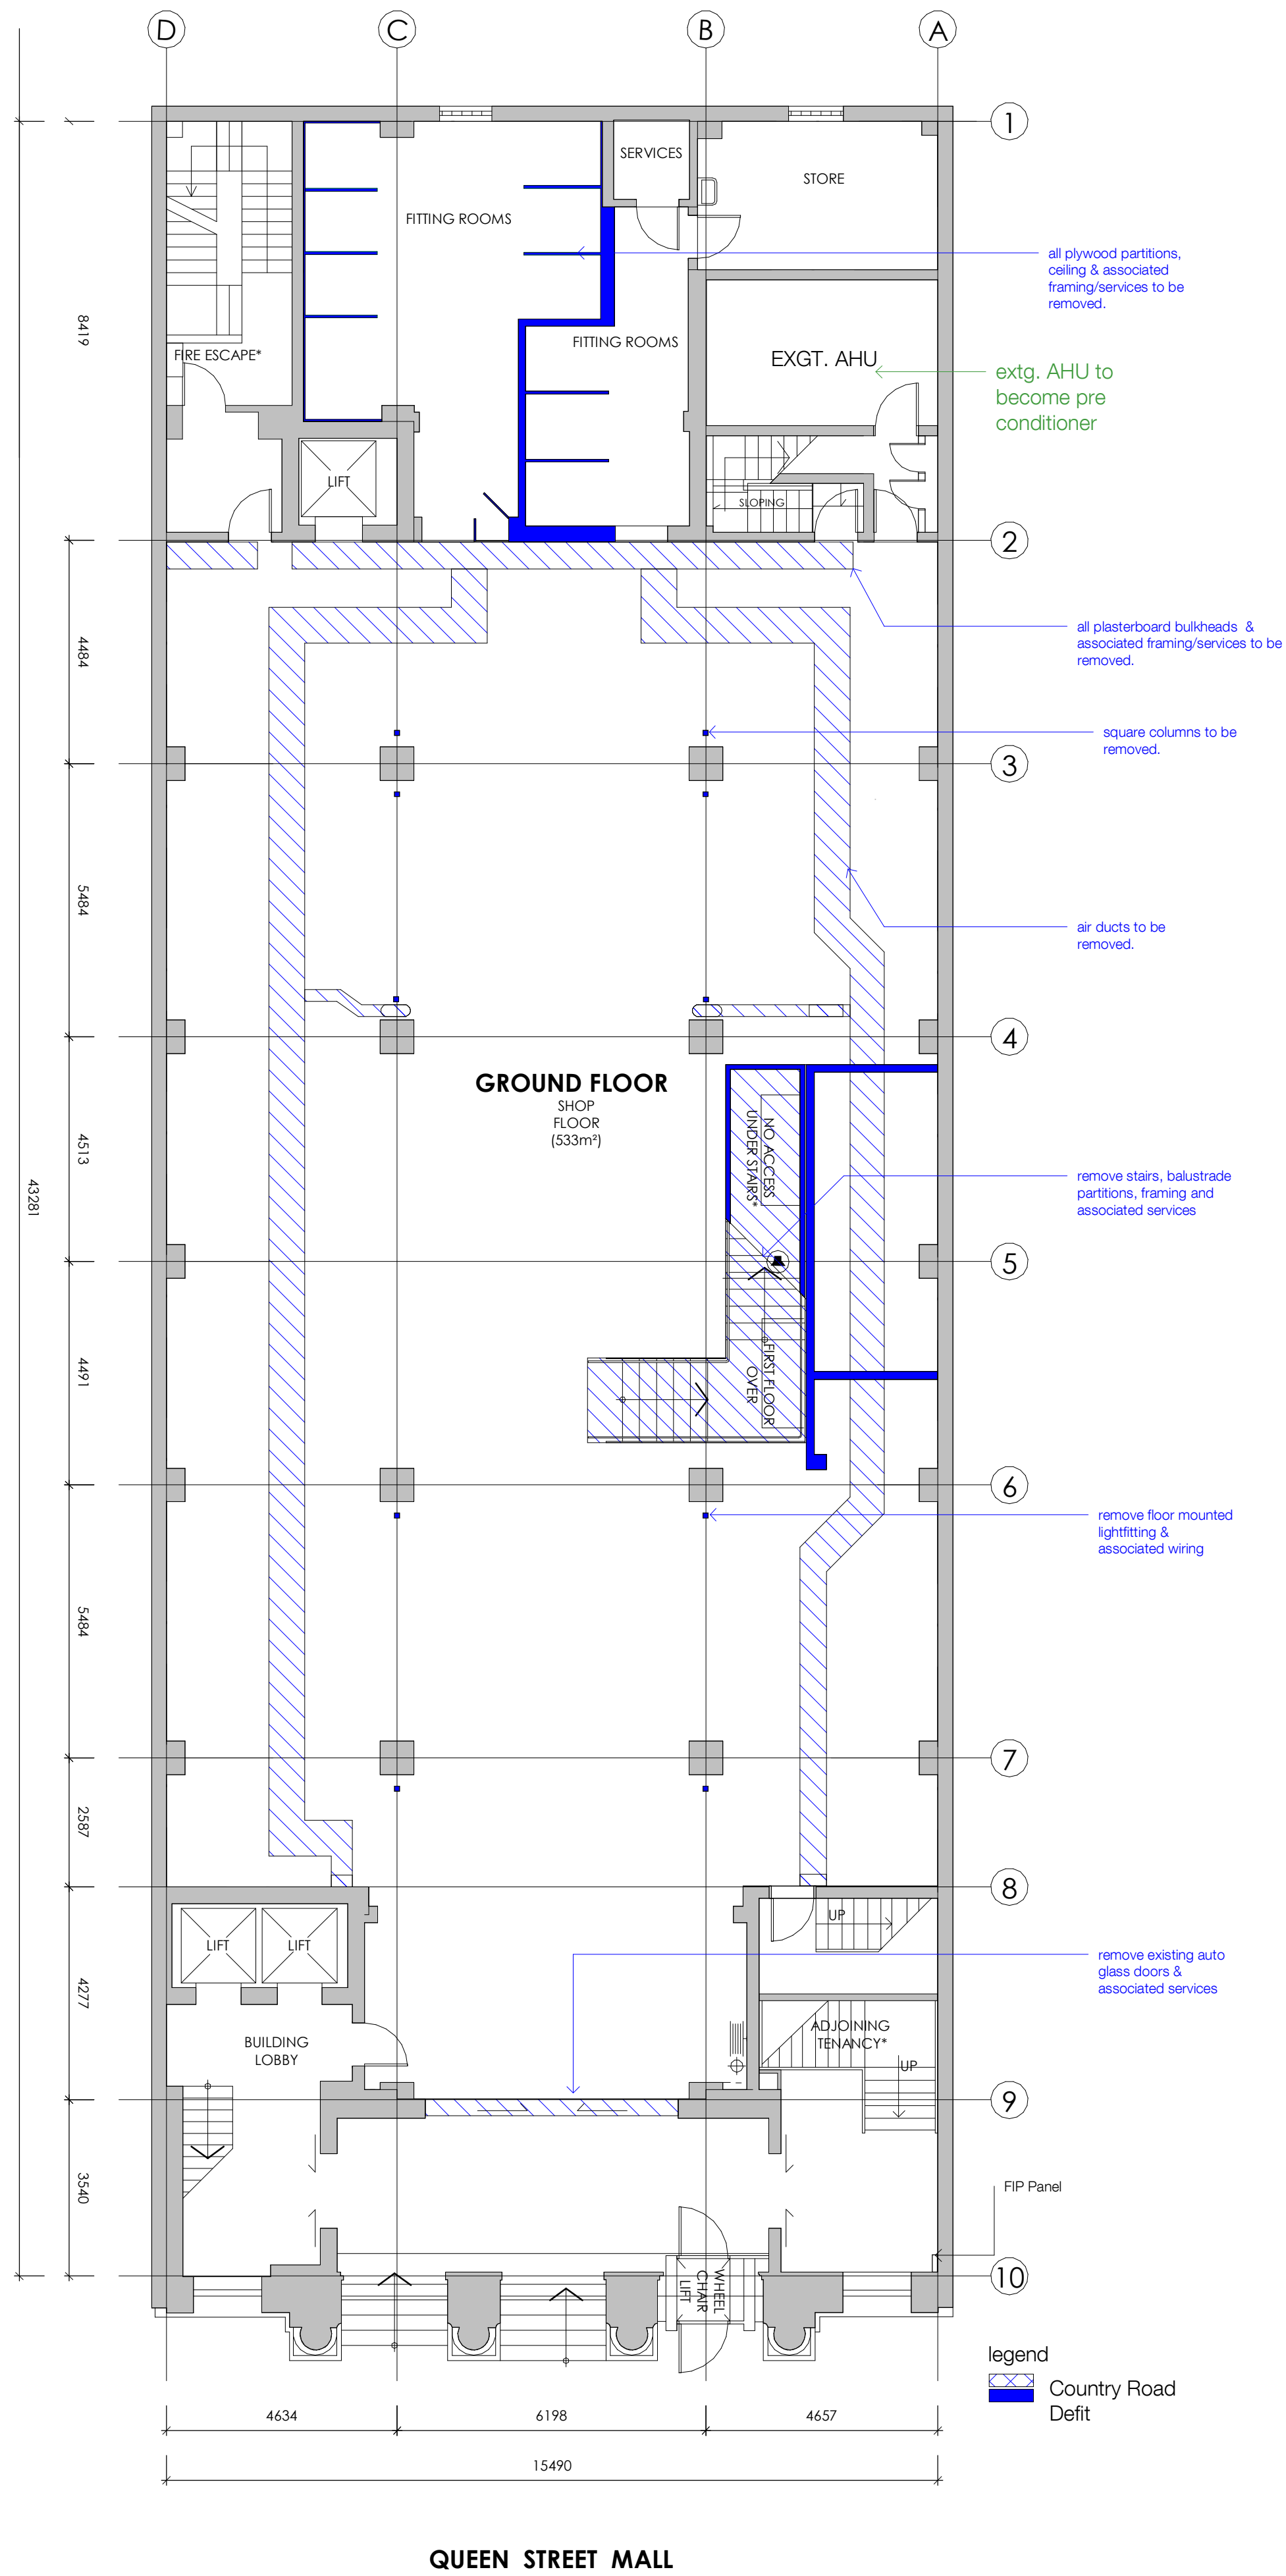 D
C
B
A
1
SERVICES
STORE
FITTING ROOMS
all plywood partitions,
ceiling & associated
framing/services to be
removed.
8419
FIRE ESCAPE*
FITTING ROOMS
EXGT. AHU
extg. AHU to
become pre
conditioner
LIFT
SLOPING
2
all plasterboard bulkheads &
associated framing/services to be
removed.
4484
square columns to be
removed.
3
5484
air ducts to be
removed.
4
GROUND FLOOR
SHOP
FLOOR
(533m²)
4513
NO ACCESS
UNDER STAIRS*
43281
remove stairs, balustrade
partitions, framing and
associated services
5
4491
FIRST FLOOR
OVER
6
remove floor mounted
lightfitting &
associated wiring
5484
7
2587
8
UP
LIFT
LIFT
4277
remove existing auto
glass doors &
associated services
ADJOINING
TENANCY*
BUILDING
LOBBY
UP
9
3540
FIP Panel
10
WHEEL
CHAIR
LIFT
legend
Country Road
Defit
4634
6198
4657
15490
QUEEN STREET MALL